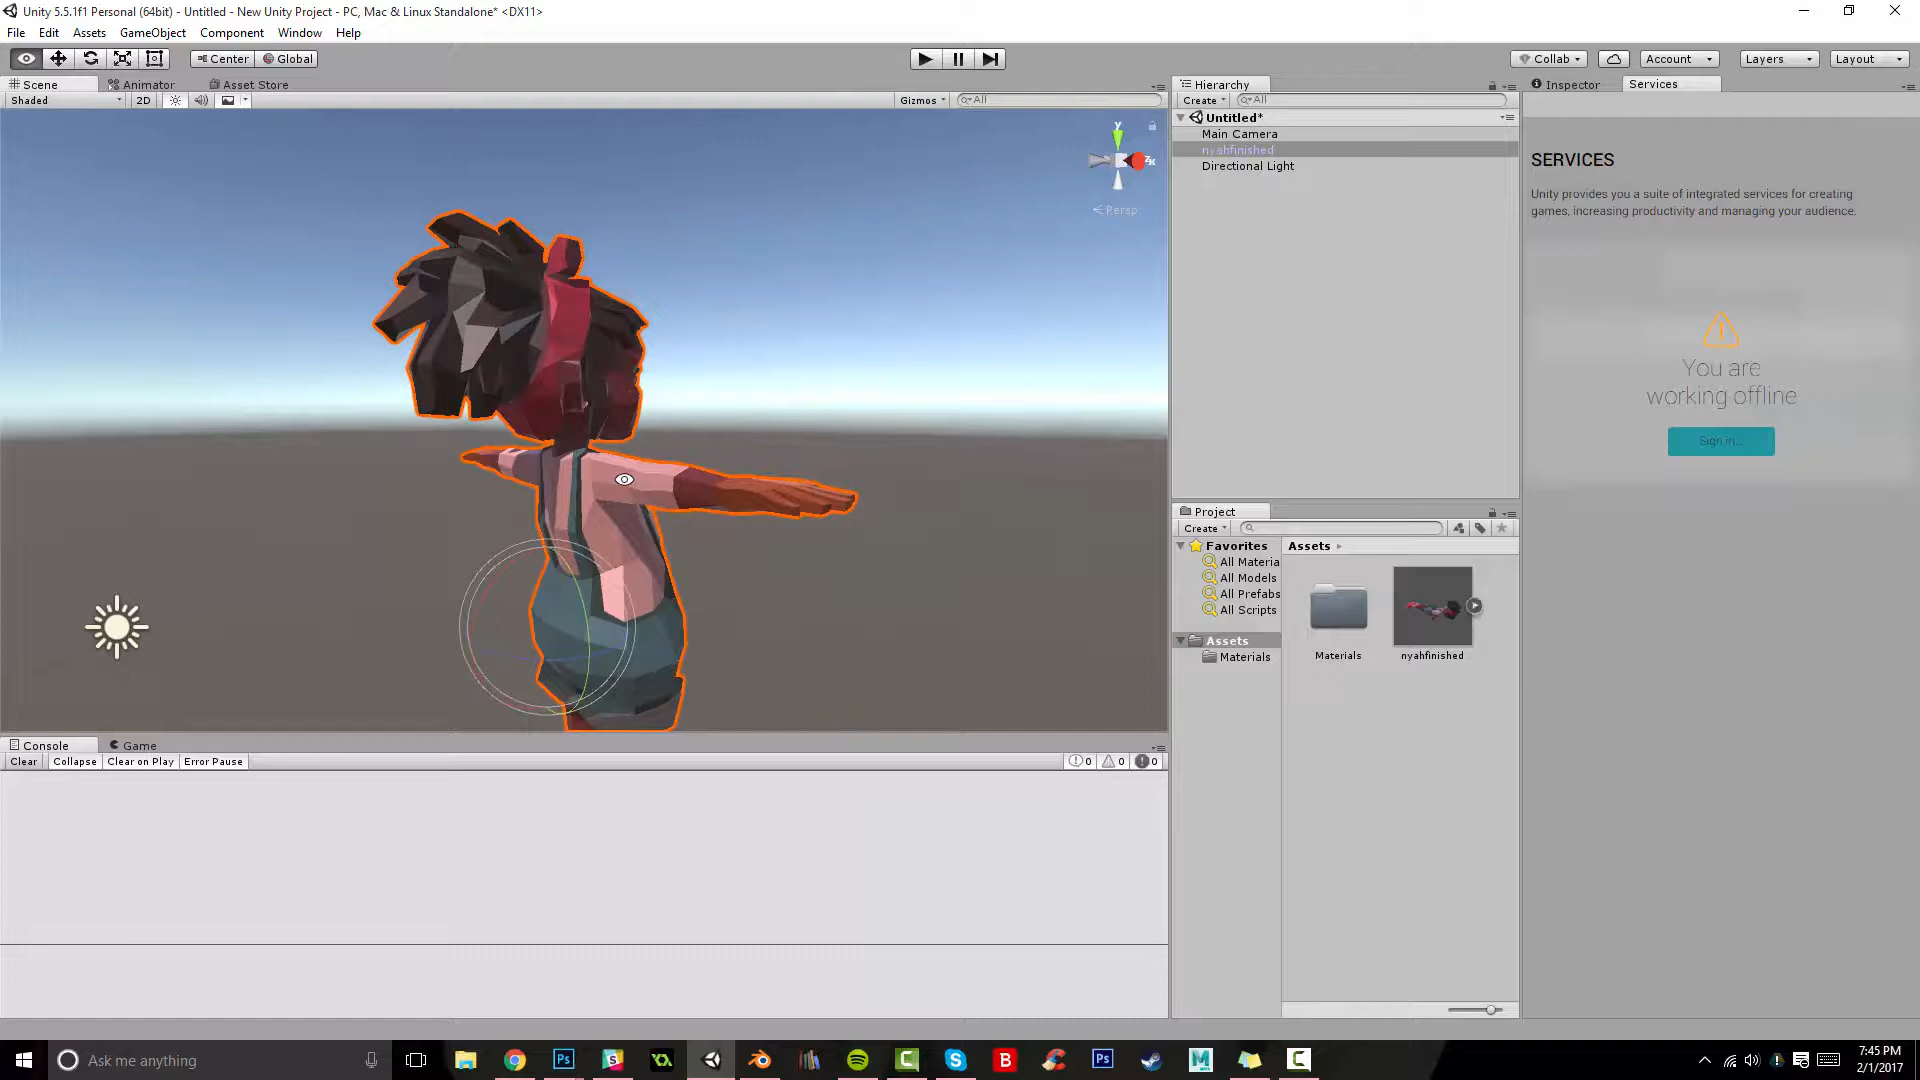 Unity 5.5.1f1 Personal (64bit) - Untitled - New Unity Project - PC, Mac & Linux Standalone* <DX11>
File Edit Assets GameObject Component Window Help
Center Global Collab Account Layers Layout
Scene Animator Asset Store
Shaded 2D Gizmos All
y
Persp
Hierarchy
Create All
Untitled*
Main Camera
nyahfinished
Directional Light
Inspector Services
SERVICES
Unity provides you a suite of integrated services for creating
games, increasing productivity and managing your audience.
You are
working offline
Sign in...
Project
Create
Favorites
All Materia
All Models
All Prefabs
All Scripts
Assets
Materials
Assets
Materials
nyahfinished
Console Game
Clear Collapse Clear on Play Error Pause 0 0 0
Ask me anything
Ps S Ps B M C
7:45 PM
2/1/2017